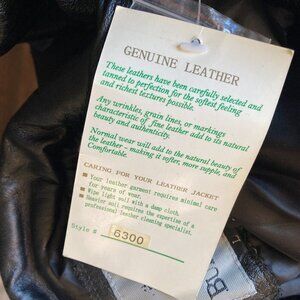 GENUINE LEATHER
These leathers have been carefully selected and
tanned to perfection for the softest feeling
and richest textures possible.
Any wrinkles, grain lines, or markings
characteristic of fine leather add to its natural
beauty and authenticity.
Normal wear will add to the natural beauty of
the leather - making it softer, more supple, and
Comfortable.
CARING FOR YOUR LEATHER JACKET
Your leather garment requires minimal care
for years of wear.
Wipe light soil with a damp cloth.
Heavier soil requires the expertise of a
professional leather cleaning specialist.
Style # 6300
BU